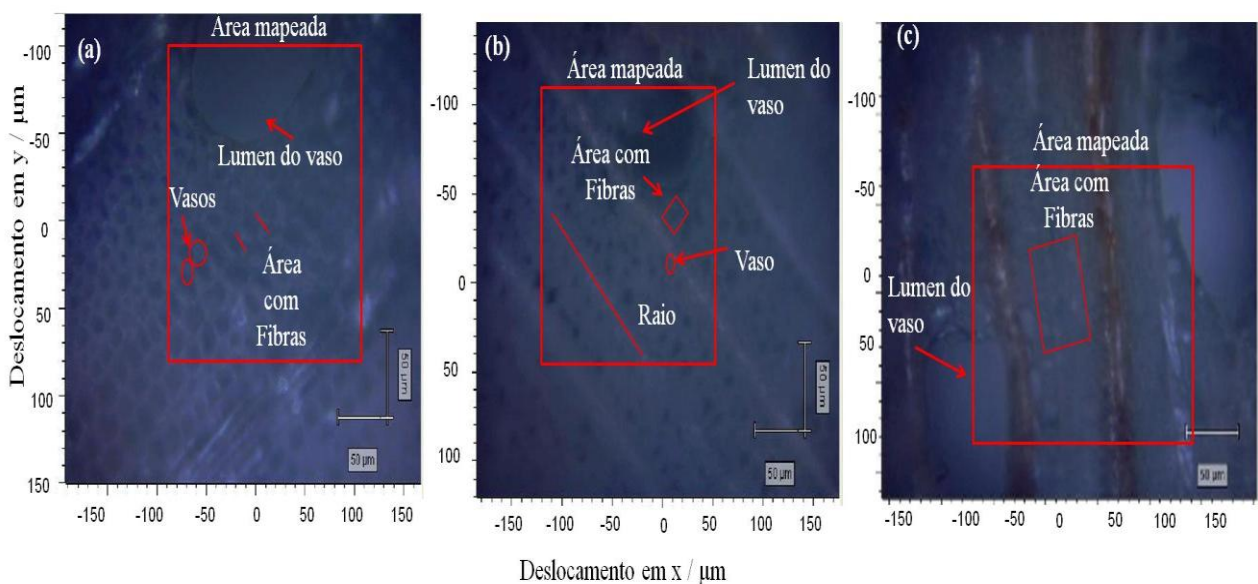 Deslocamento em y / µm
(a)
Área mapeada
Lumen do vaso
Vasos
Área
com
Fibras
50 µm
50 µm
-100
-50
0
50
100
150
-150
-100
-50
0
50
100
150
(b)
Área mapeada
Lumen do
vaso
Área com
Fibras
Vaso
Raio
50 µm
50 µm
-100
-50
0
50
100
-150
-100
-50
0
50
100
150
(c)
Área mapeada
Área com
Fibras
Lumen do
vaso
50 µm
-100
-50
0
50
100
-150
-100
-50
0
50
100
150
Deslocamento em x / µm